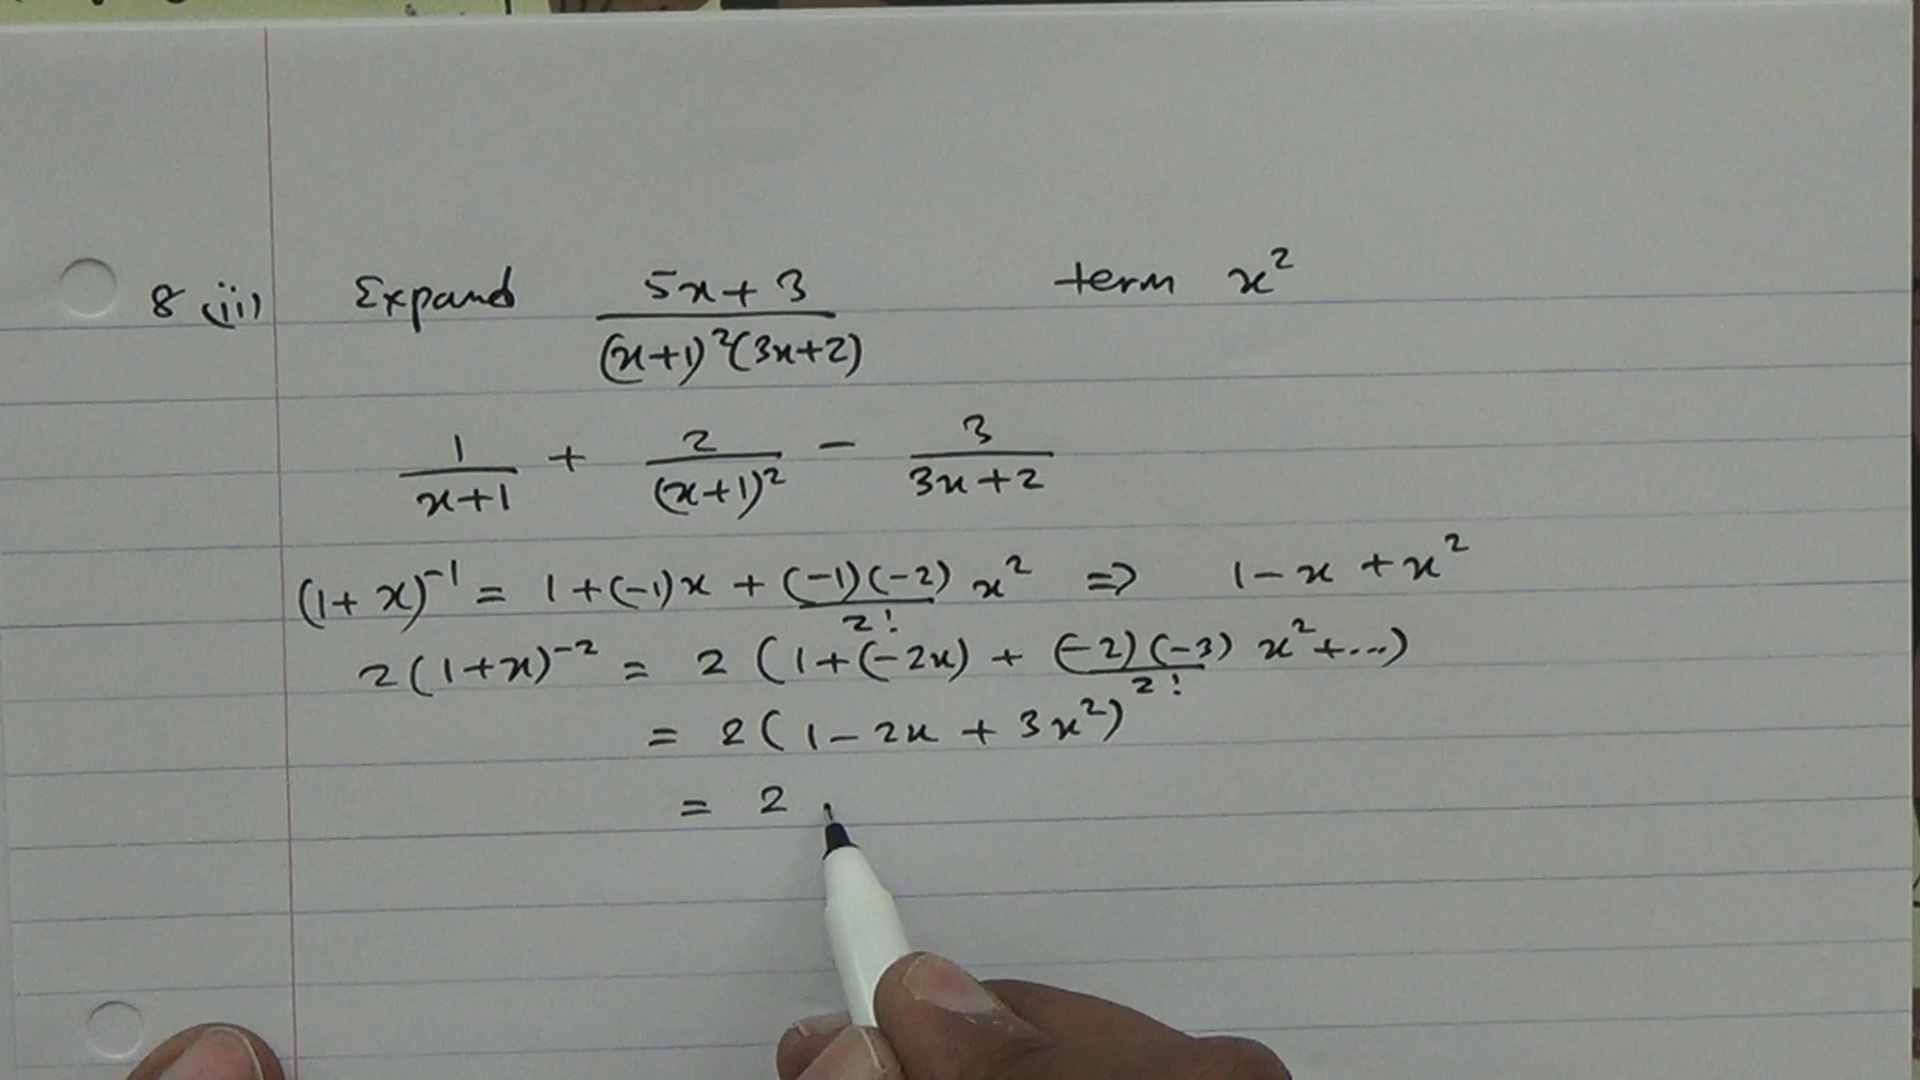 8 (ii) Expand (5x+3)/((x+1)²(3x+2)) term x²
1/(x+1) + 2/(x+1)² − 3/(3x+2)
(1+x)⁻¹ = 1+(−1)x + (−1)(−2)/2! x² ⇒ 1−x+x²
2(1+x)⁻² = 2(1+(−2x) + (−2)(−3)/2! x²+...)
= 2(1−2x+3x²)
= 2